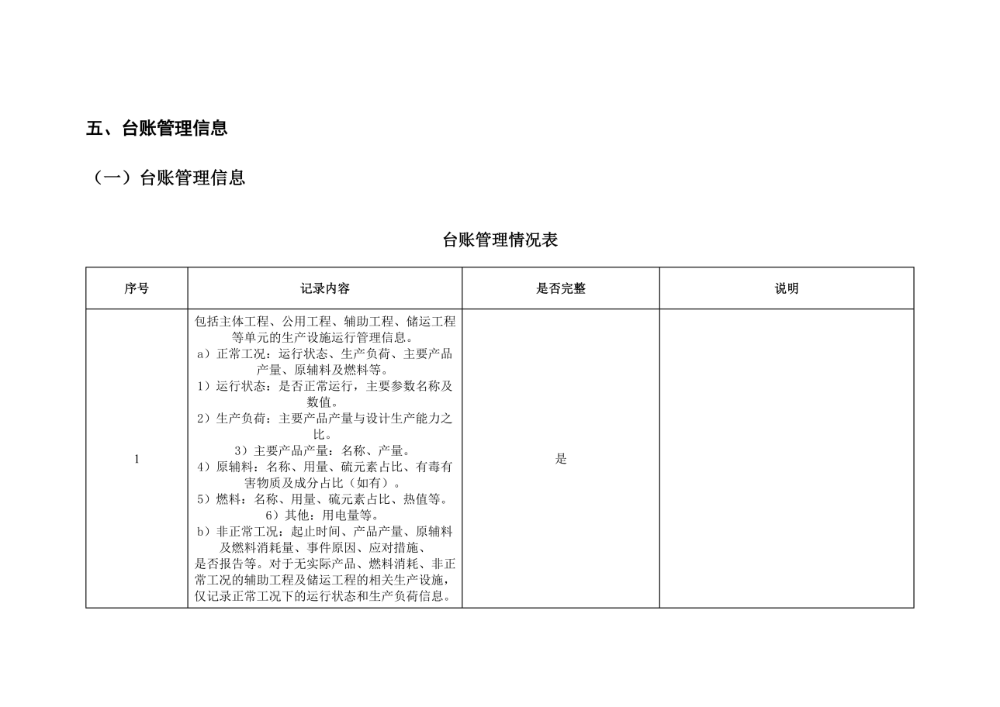 五、台账管理信息
（一）台账管理信息
台账管理情况表
序号 记录内容 是否完整 说明
包括主体工程、公用工程、辅助工程、储运工程
等单元的生产设施运行管理信息。
a）正常工况：运行状态、生产负荷、主要产品
产量、原辅料及燃料等。
1）运行状态：是否正常运行，主要参数名称及
数值。
2）生产负荷：主要产品产量与设计生产能力之
比。
3）主要产品产量：名称、产量。
4）原辅料：名称、用量、硫元素占比、有毒有
害物质及成分占比（如有）。
5）燃料：名称、用量、硫元素占比、热值等。
6）其他：用电量等。
b）非正常工况：起止时间、产品产量、原辅料
及燃料消耗量、事件原因、应对措施、
是否报告等。对于无实际产品、燃料消耗、非正
常工况的辅助工程及储运工程的相关生产设施，
仅记录正常工况下的运行状态和生产负荷信息。
1 是